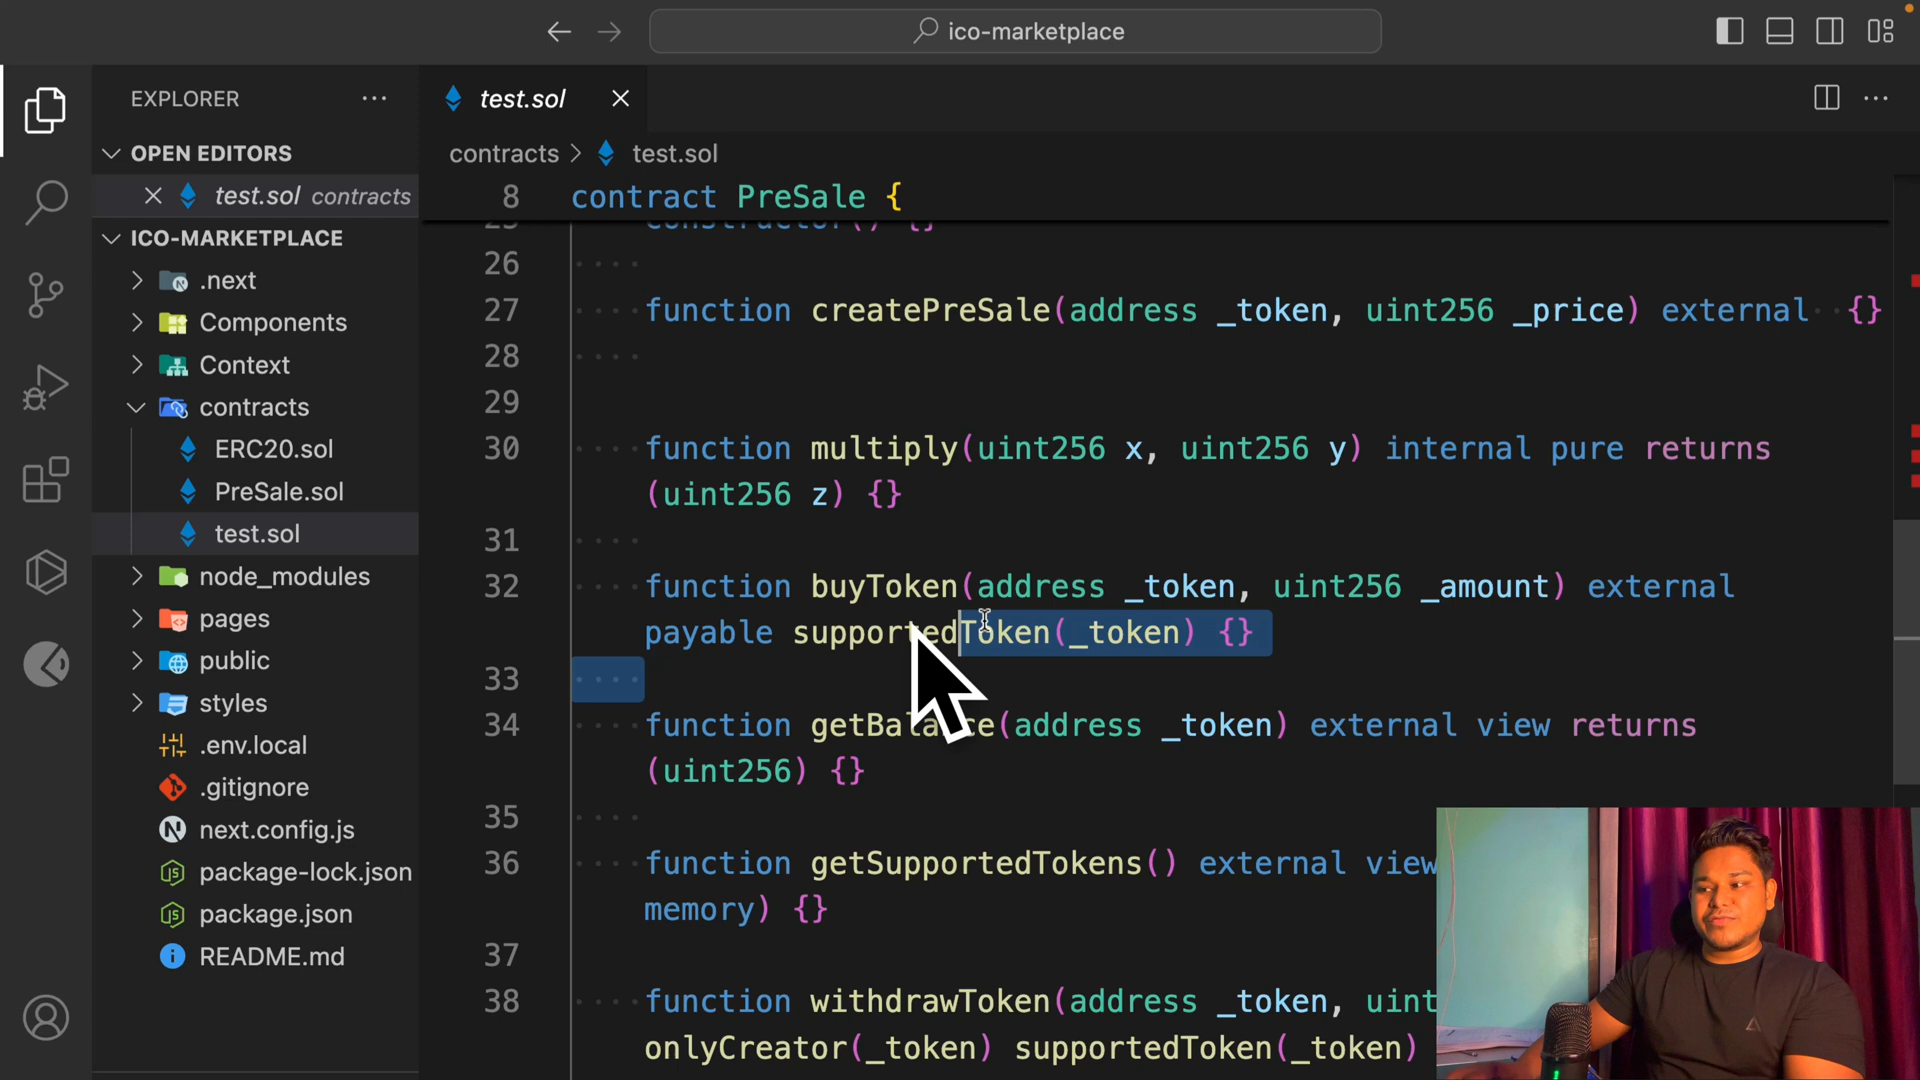 ico-marketplace
EXPLORER
test.sol
OPEN EDITORS
contracts
test.sol
test.sol contracts
8 contract PreSale {
ICO-MARKETPLACE
constructor() {}
.next
26
Components
27 function createPreSale(address _token, uint256 _price) external {}
Context
28
contracts
29
ERC20.sol
30 function multiply(uint256 x, uint256 y) internal pure returns
PreSale.sol
(uint256 z) {}
test.sol
31
node_modules
32 function buyToken(address _token, uint256 _amount) external
pages
payable supportedToken(_token) {}
public
33
styles
34 function getBalance(address _token) external view returns
.env.local
(uint256) {}
.gitignore
35
next.config.js
36 function getSupportedTokens() external view
package-lock.json
memory) {}
package.json
37
README.md
38 function withdrawToken(address _token, uint
onlyCreator(_token) supportedToken(_token)